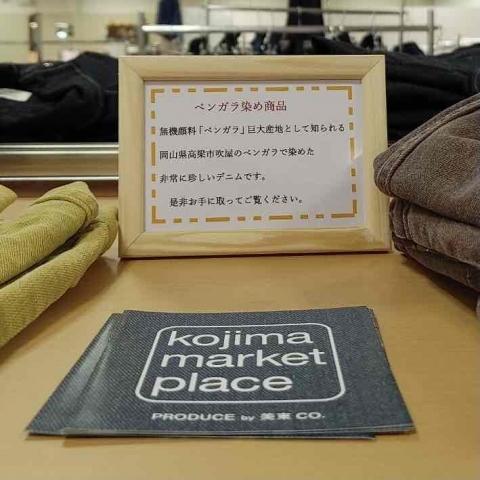 ベンガラ染め商品
無機顔料「ベンガラ」巨大産地として知られる
岡山県高梁市吹屋のベンガラで染めた
非常に珍しいデニムです。
是非お手に取ってご覧ください。
kojima
market
place
PRODUCE by 美東 CO.